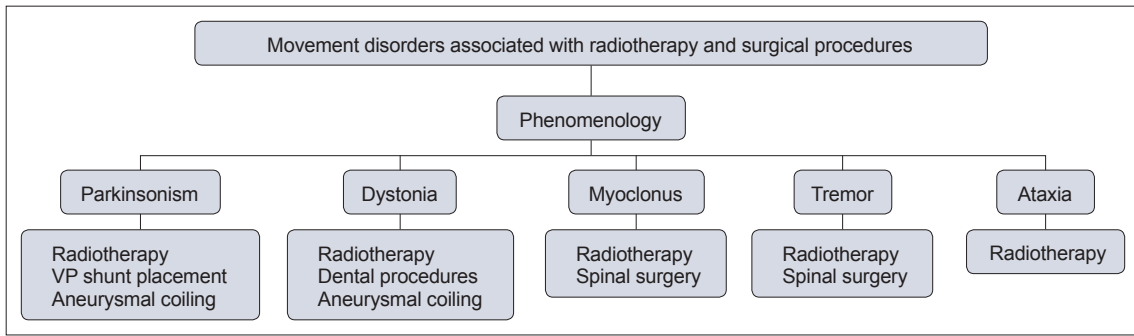 Movement disorders associated with radiotherapy and surgical procedures
Phenomenology
Parkinsonism
Dystonia
Myoclonus
Tremor
Ataxia
Radiotherapy
VP shunt placement
Aneurysmal coiling
Radiotherapy
Dental procedures
Aneurysmal coiling
Radiotherapy
Spinal surgery
Radiotherapy
Spinal surgery
Radiotherapy